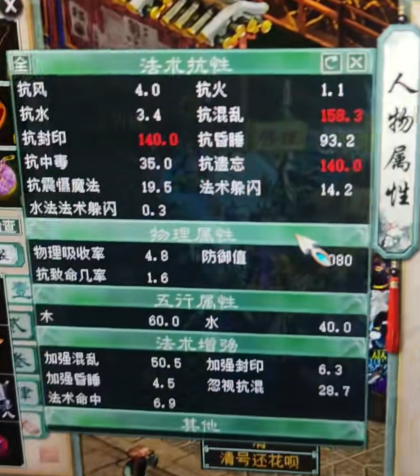 全 法术抗性
抗风 4.0 抗火 1.1
抗水 3.4 抗混乱 158.3
抗封印 140.0 抗昏睡 93.2
抗中毒 35.0 抗遗忘 140.0
抗震慑魔法 19.5 法术躲闪 14.2
水法法术躲闪 0.3
物理属性
物理吸收率 4.8 防御值 080
抗致命几率 1.6
五行属性
木 60.0 水 40.0
法术增强
加强混乱 50.5 加强封印 6.3
加强昏睡 4.5 忽视抗混 28.7
法术命中 6.9
其他
人物属性
清号还花呗